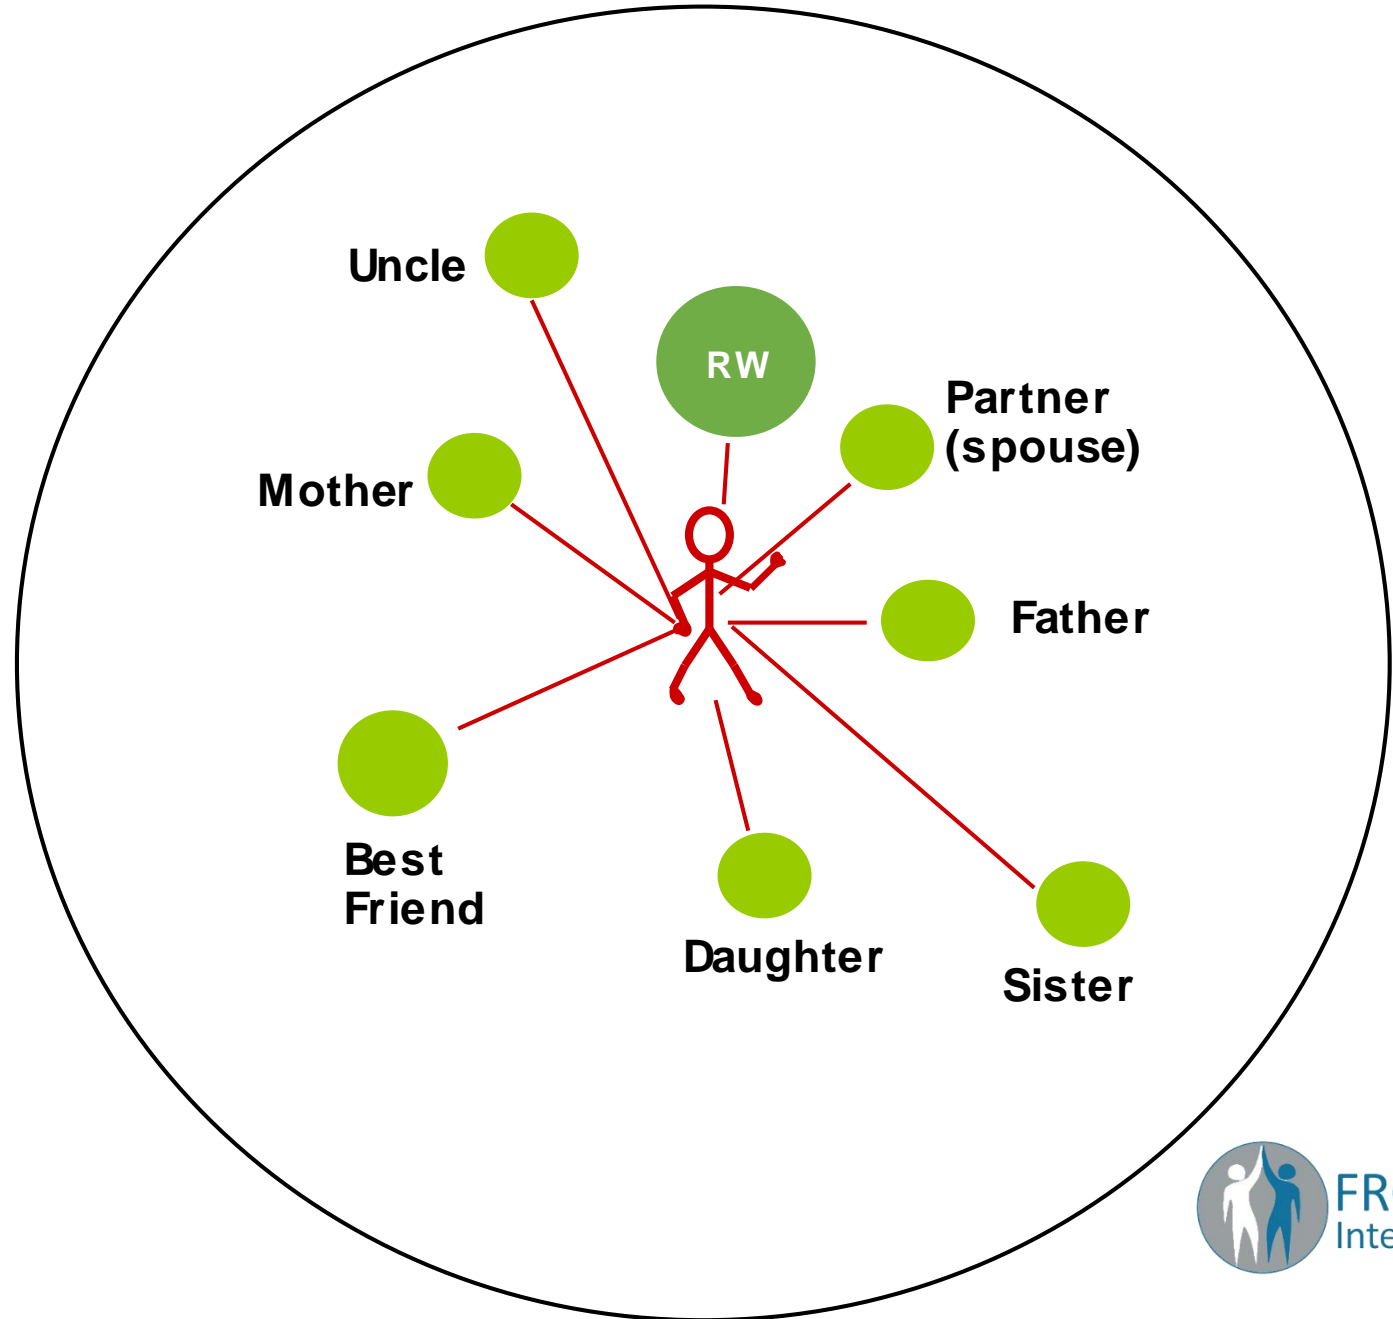 Uncle
RW
Partner
(spouse)
Mother
Father
Best
Friend
Daughter
Sister